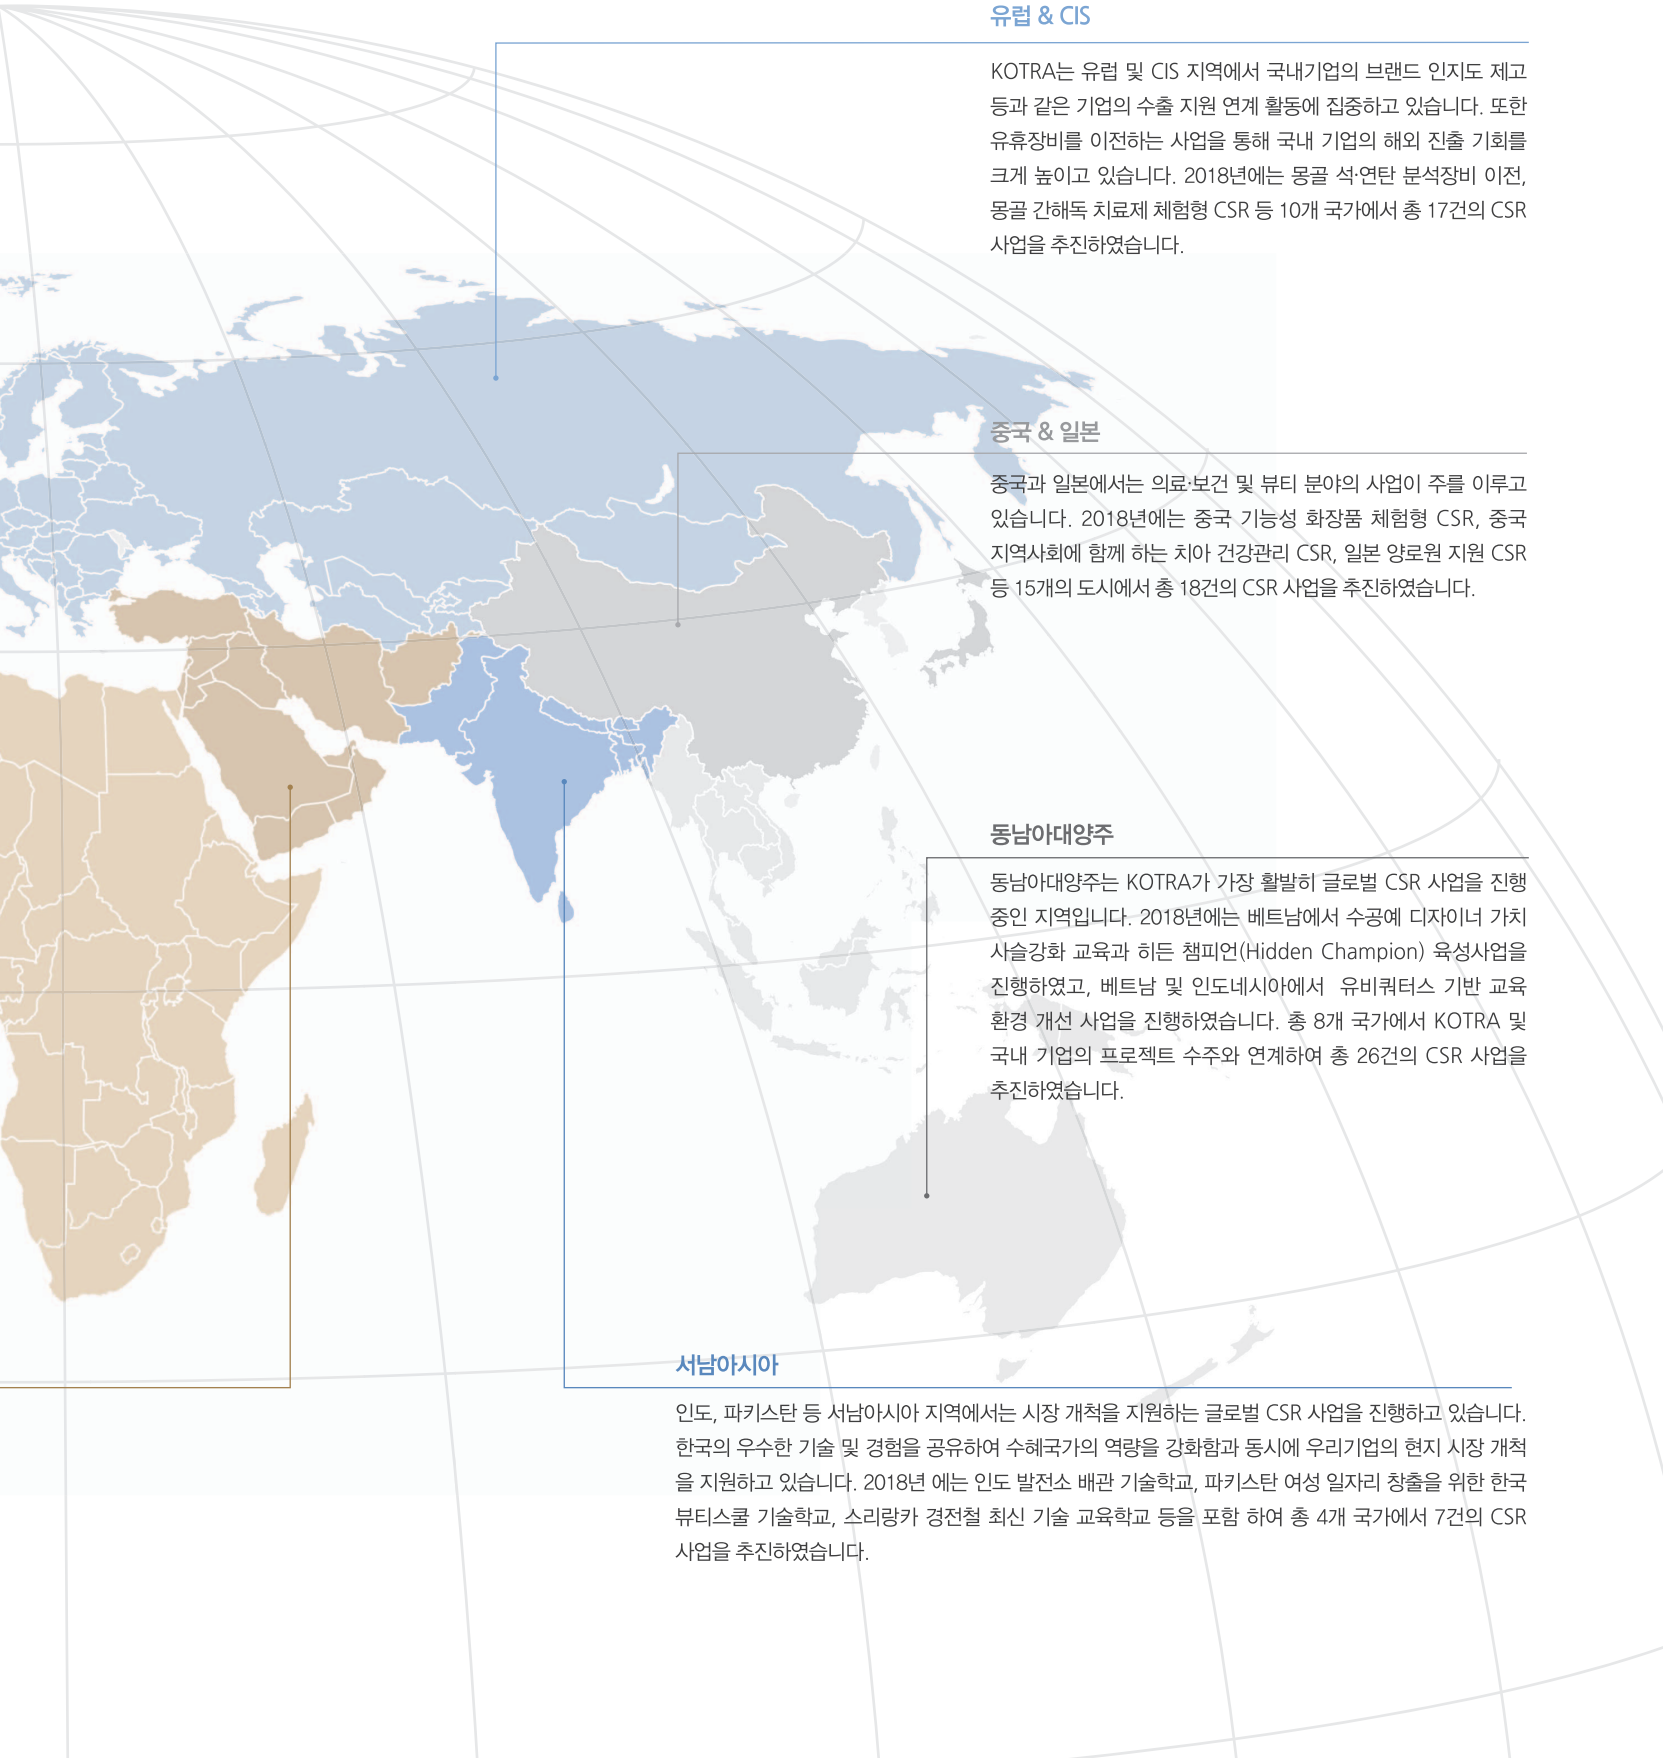 유럽 & CIS
KOTRA는 유럽 및 CIS 지역에서 국내기업의 브랜드 인지도 제고
등과 같은 기업의 수출 지원 연계 활동에 집중하고 있습니다. 또한
유휴장비를 이전하는 사업을 통해 국내 기업의 해외 진출 기회를
크게 높이고 있습니다. 2018년에는 몽골 석·연탄 분석장비 이전,
몽골 간해독 치료제 체험형 CSR 등 10개 국가에서 총 17건의 CSR
사업을 추진하였습니다.
중국 & 일본
중국과 일본에서는 의료·보건 및 뷰티 분야의 사업이 주를 이루고
있습니다. 2018년에는 중국 기능성 화장품 체험형 CSR, 중국
지역사회에 함께 하는 치아 건강관리 CSR, 일본 양로원 지원 CSR
등 15개의 도시에서 총 18건의 CSR 사업을 추진하였습니다.
동남아대양주
동남아대양주는 KOTRA가 가장 활발히 글로벌 CSR 사업을 진행
중인 지역입니다. 2018년에는 베트남에서 수공예 디자이너 가치
사슬강화 교육과 히든 챔피언(Hidden Champion) 육성사업을
진행하였고, 베트남 및 인도네시아에서 유비쿼터스 기반 교육
환경 개선 사업을 진행하였습니다. 총 8개 국가에서 KOTRA 및
국내 기업의 프로젝트 수주와 연계하여 총 26건의 CSR 사업을
추진하였습니다.
서남아시아
인도, 파키스탄 등 서남아시아 지역에서는 시장 개척을 지원하는 글로벌 CSR 사업을 진행하고 있습니다.
한국의 우수한 기술 및 경험을 공유하여 수혜국가의 역량을 강화함과 동시에 우리기업의 현지 시장 개척
을 지원하고 있습니다. 2018년 에는 인도 발전소 배관 기술학교, 파키스탄 여성 일자리 창출을 위한 한국
뷰티스쿨 기술학교, 스리랑카 경전철 최신 기술 교육학교 등을 포함 하여 총 4개 국가에서 7건의 CSR
사업을 추진하였습니다.